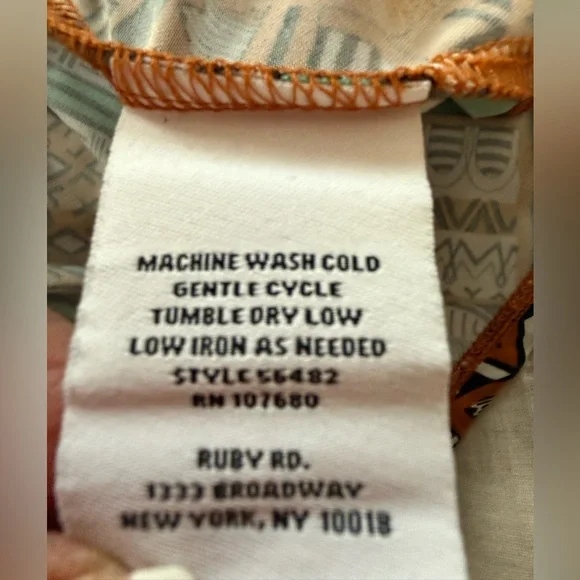 MACHINE WASH COLD
GENTLE CYCLE
TUMBLE DRY LOW
LOW IRON AS NEEDED
STYLE 56482
RN 107680
RUBY RD.
1333 BROADWAY
NEW YORK, NY 10018